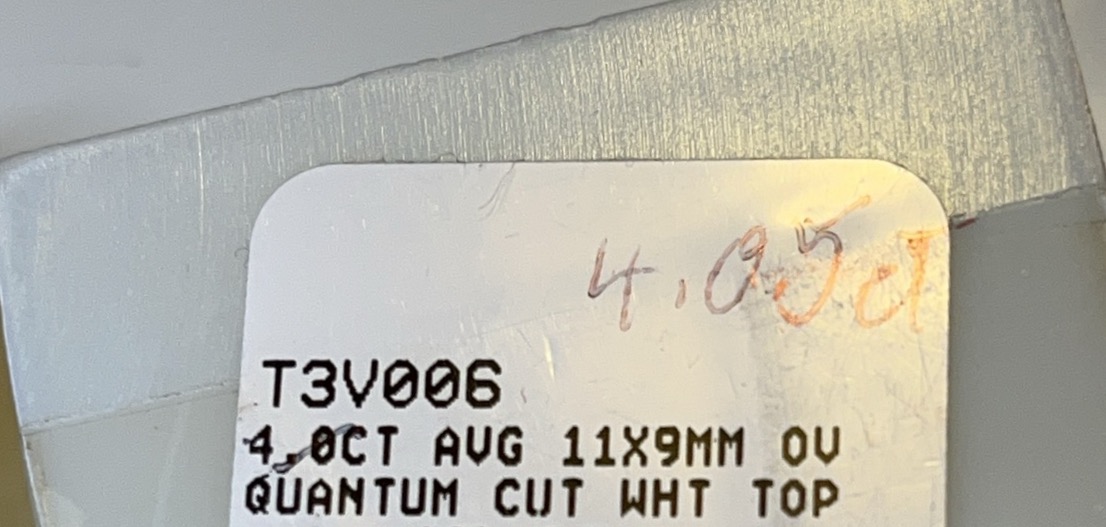 4.05ct
T3V006
4.0CT AVG 11X9MM OV
QUANTUM CUT WHT TOP